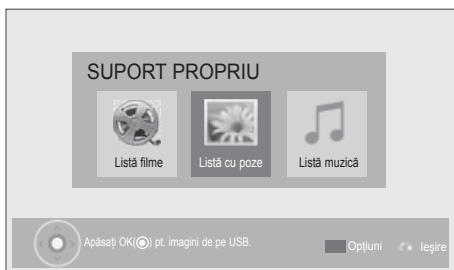 SUPORT PROPRIU
Listă filme
Listă cu poze
Listă muzică
Apăsați OK(◉) pt. imagini de pe USB.
Opțiuni
Ieșire